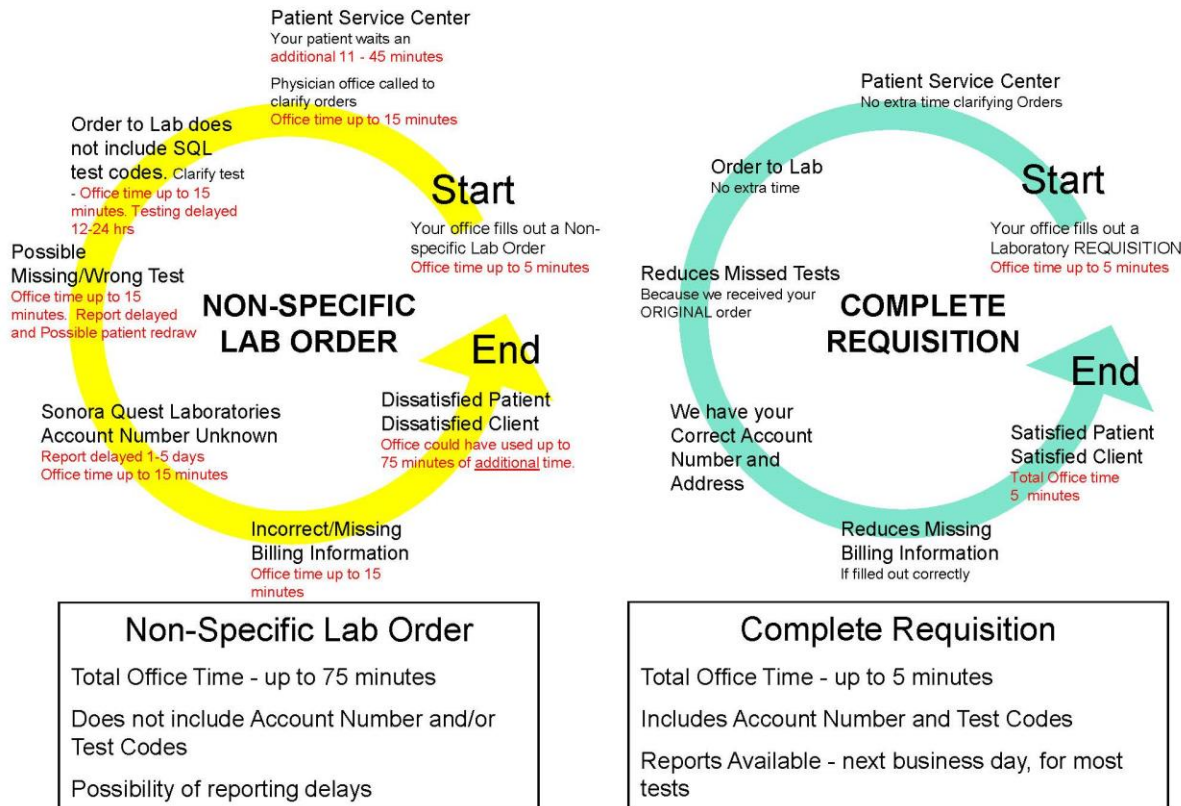 Patient Service Center
Your patient waits an
additional 11 - 45 minutes
Physician office called to
clarify orders
Office time up to 15 minutes
Order to Lab does
not include SQL
test codes. Clarify test
- Office time up to 15
minutes. Testing delayed
12-24 hrs
Start
Your office fills out a Non-
specific Lab Order
Office time up to 5 minutes
Possible
Missing/Wrong Test
Office time up to 15
minutes. Report delayed
and Possible patient redraw
NON-SPECIFIC
LAB ORDER
End
Sonora Quest Laboratories
Account Number Unknown
Report delayed 1-5 days
Office time up to 15 minutes
Dissatisfied Patient
Dissatisfied Client
Office could have used up to
75 minutes of additional time.
Incorrect/Missing
Billing Information
Office time up to 15
minutes
Patient Service Center
No extra time clarifying Orders
Order to Lab
No extra time
Start
Your office fills out a
Laboratory REQUISITION
Office time up to 5 minutes
Reduces Missed Tests
Because we received your
ORIGINAL order
COMPLETE
REQUISITION
End
We have your
Correct Account
Number and
Address
Satisfied Patient
Satisfied Client
Total Office time
5 minutes
Reduces Missing
Billing Information
If filled out correctly
Non-Specific Lab Order
Total Office Time - up to 75 minutes
Does not include Account Number and/or
Test Codes
Possibility of reporting delays
Complete Requisition
Total Office Time - up to 5 minutes
Includes Account Number and Test Codes
Reports Available - next business day, for most
tests